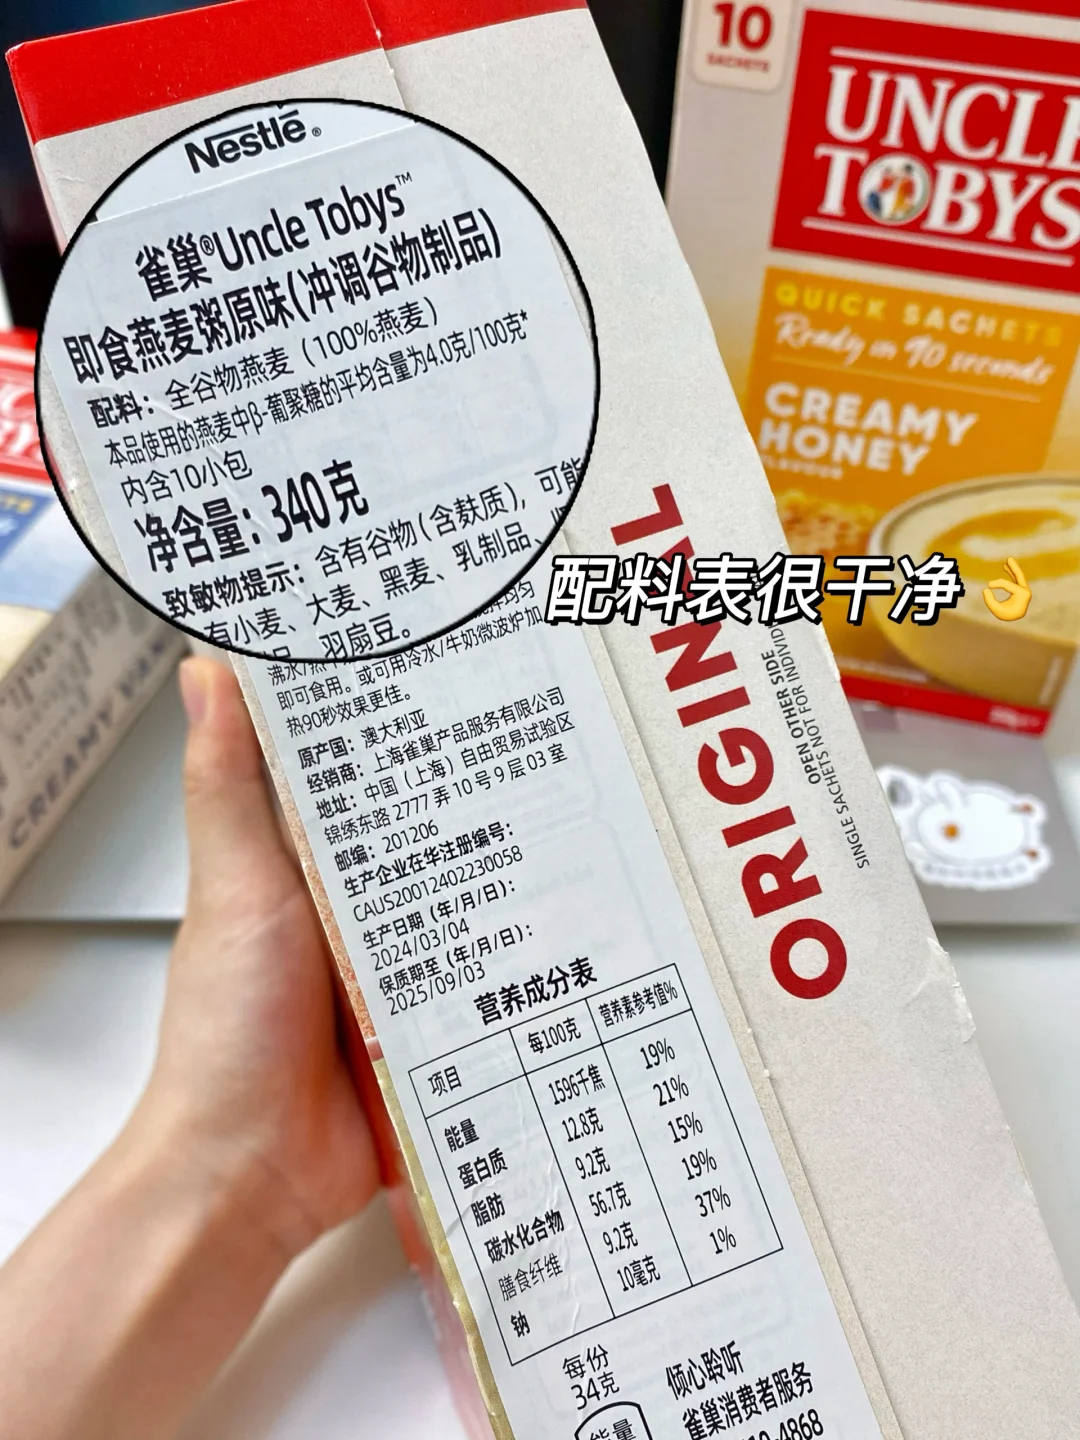 Nestlé®
雀巢®Uncle Tobys™
即食燕麦粥原味(冲调谷物制品)
配料：全谷物燕麦（100%燕麦）
本品使用的燕麦中β-葡聚糖的平均含量为4.0克/100克*
内含10小包
净含量：340克
致敏物提示：含有谷物(含麸质)，可能
有小麦、大麦、黑麦、乳制品、
羽扇豆。
即可食用。或可用冷水/牛奶微波炉加
热90秒效果更佳。
原产国：澳大利亚
经销商：上海雀巢产品服务有限公司
地址：中国（上海）自由贸易试验区
锦绣东路 2777 弄 10 号 9 层 03 室
邮编：201206
生产企业在华注册编号：
CAUS20012402230058
生产日期（年/月/日）：
2024/03/04
保质期至（年/月/日）：
2025/09/03
营养成分表
项目 每100克 营养素参考值%
能量 1596千焦 19%
蛋白质 12.8克 21%
脂肪 9.2克 15%
碳水化合物 56.7克 19%
膳食纤维 9.2克 37%
钠 10毫克 1%
每份
34克
能量
倾心聆听
雀巢消费者服务
-4868
配料表很干净👌
ORIGINAL
OPEN OTHER SIDE
SINGLE SACHETS NOT FOR INDIVID
10
SACHETS
UNCLE
TOBYS
QUICK SACHETS
Ready in 90 seconds
CREAMY
HONEY
FLAVOUR